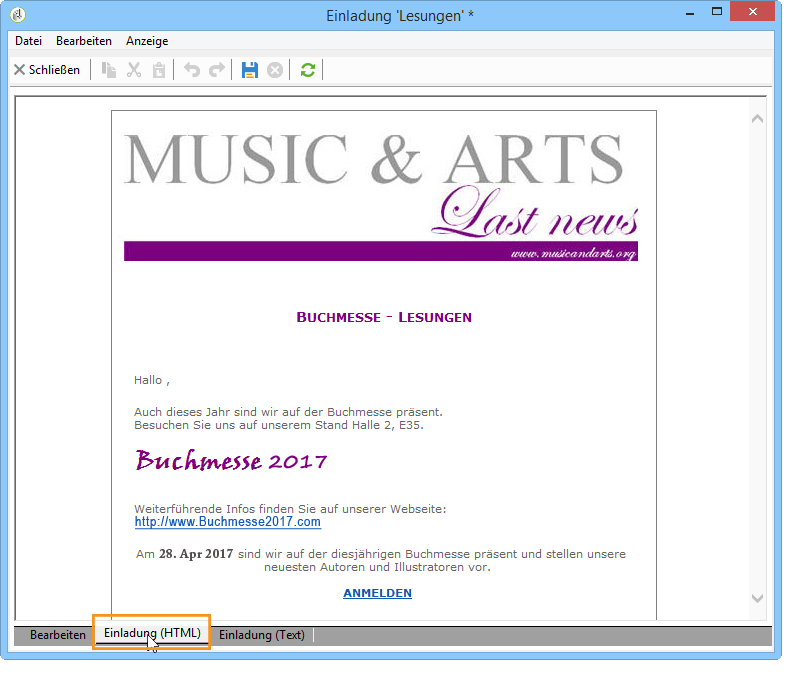 Einladung 'Lesungen' *
Datei Bearbeiten Anzeige
Schließen
MUSIC & ARTS
Last news
www.musicandarts.org
BUCHMESSE - LESUNGEN
Hallo ,
Auch dieses Jahr sind wir auf der Buchmesse präsent.
Besuchen Sie uns auf unserem Stand Halle 2, E35.
Buchmesse 2017
Weiterführende Infos finden Sie auf unserer Webseite:
http://www.Buchmesse2017.com
Am 28. Apr 2017 sind wir auf der diesjährigen Buchmesse präsent und stellen unsere
neuesten Autoren und Illustratoren vor.
ANMELDEN
Bearbeiten Einladung (HTML) Einladung (Text)